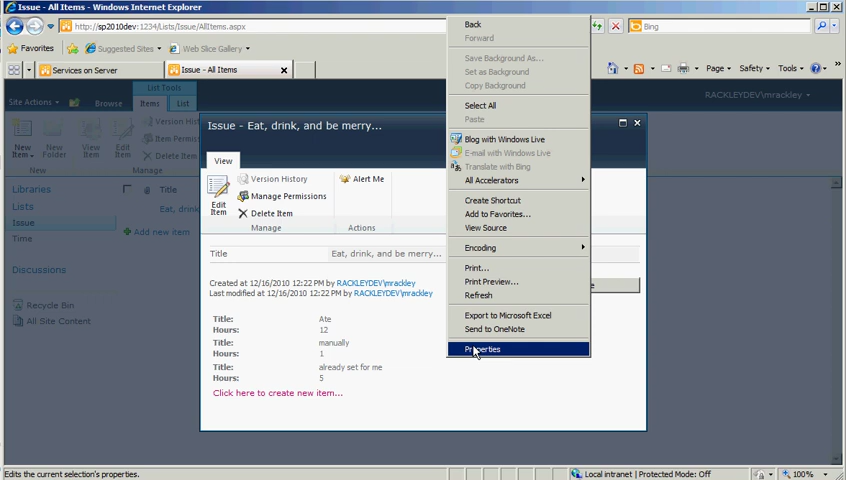 Issue - All Items - Windows Internet Explorer
http://sp2010dev:1234/Lists/Issue/AllItems.aspx
Bing
Favorites
Suggested Sites
Web Slice Gallery
Services on Server
Issue - All Items
Page
Safety
Tools
List Tools
Site Actions
Browse
Items
List
RACKLEYDEV\mrackley
New Item
New Folder
View Item
Edit Item
Version His
Item Permis
Delete Item
New
Manage
Libraries
Lists
Issue
Time
Discussions
Recycle Bin
All Site Content
Title
Eat, drin
Add new item
Issue - Eat, drink, and be merry...
View
Edit Item
Version History
Manage Permissions
Delete Item
Manage
Alert Me
Actions
Title
Eat, drink, and be merry...
Created at 12/16/2010 12:22 PM by RACKLEYDEV\mrackley
Last modified at 12/16/2010 12:22 PM by RACKLEYDEV\mrackley
Title: Ate
Hours: 12
Title: manually
Hours: 1
Title: already set for me
Hours: 5
Click here to create new item...
Back
Forward
Save Background As...
Set as Background
Copy Background
Select All
Paste
Blog with Windows Live
E-mail with Windows Live
Translate with Bing
All Accelerators
Create Shortcut
Add to Favorites...
View Source
Encoding
Print...
Print Preview...
Refresh
Export to Microsoft Excel
Send to OneNote
Properties
Edits the current selection's properties.
Local intranet | Protected Mode: Off
100%